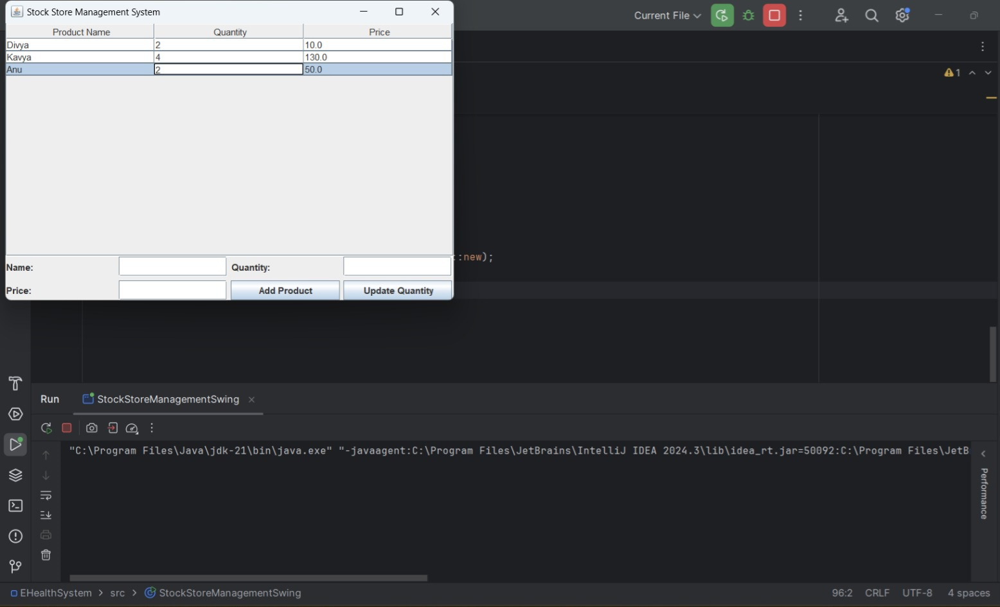 Stock Store Management System
Current File
Product Name Quantity Price
Divya 2 10.0
Kavya 4 130.0
Anu 2 50.0
1
::new);
Name: Quantity:
Price: Add Product Update Quantity
Run StockStoreManagementSwing
"C:\Program Files\Java\jdk-21\bin\java.exe" "-javaagent:C:\Program Files\JetBrains\IntelliJ IDEA 2024.3\lib\idea_rt.jar=50092:C:\Program Files\JetB
Performance
EHealthSystem > src > StockStoreManagementSwing 96:2 CRLF UTF-8 4 spaces